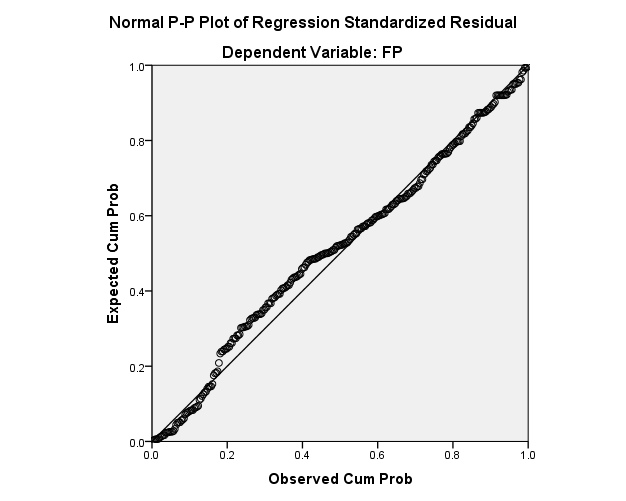 Normal P-P Plot of Regression Standardized Residual
Dependent Variable: FP
1.0
0.8
0.6
0.4
0.2
0.0
Expected Cum Prob
0.0 0.2 0.4 0.6 0.8 1.0
Observed Cum Prob